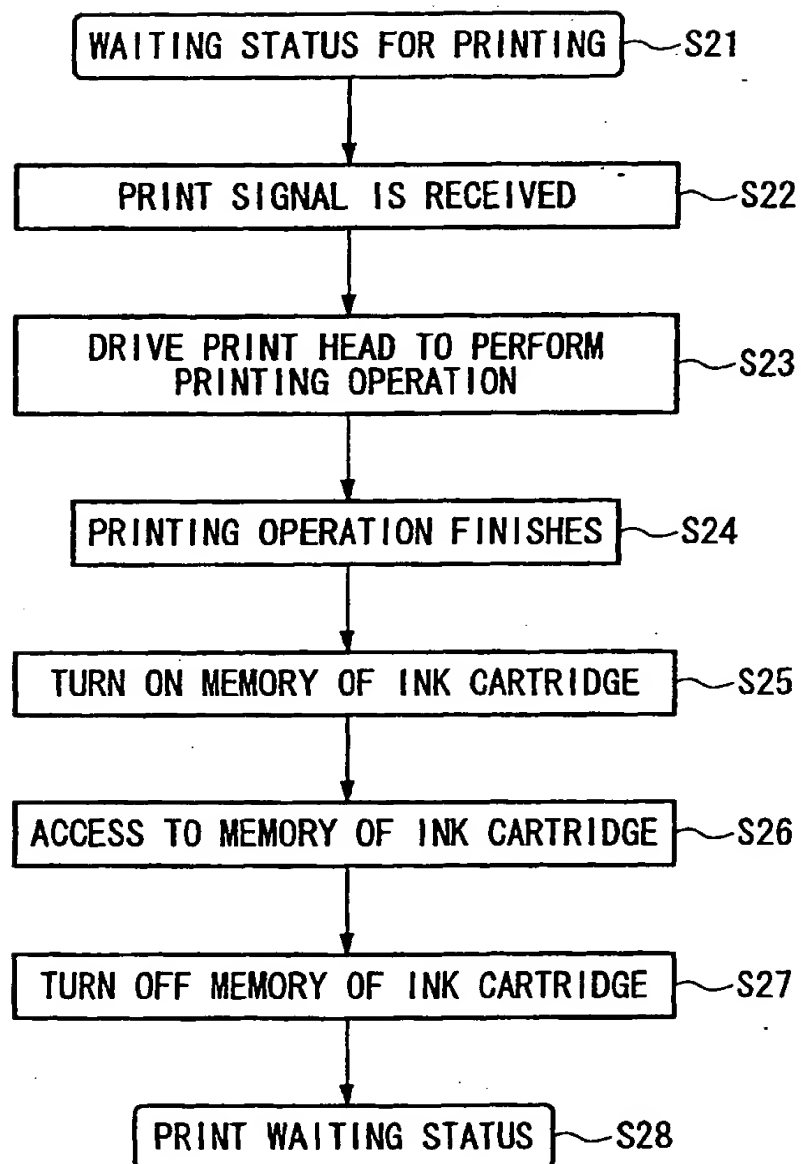 WAITING STATUS FOR PRINTING S21
PRINT SIGNAL IS RECEIVED S22
DRIVE PRINT HEAD TO PERFORM
PRINTING OPERATION S23
PRINTING OPERATION FINISHES S24
TURN ON MEMORY OF INK CARTRIDGE S25
ACCESS TO MEMORY OF INK CARTRIDGE S26
TURN OFF MEMORY OF INK CARTRIDGE S27
PRINT WAITING STATUS S28